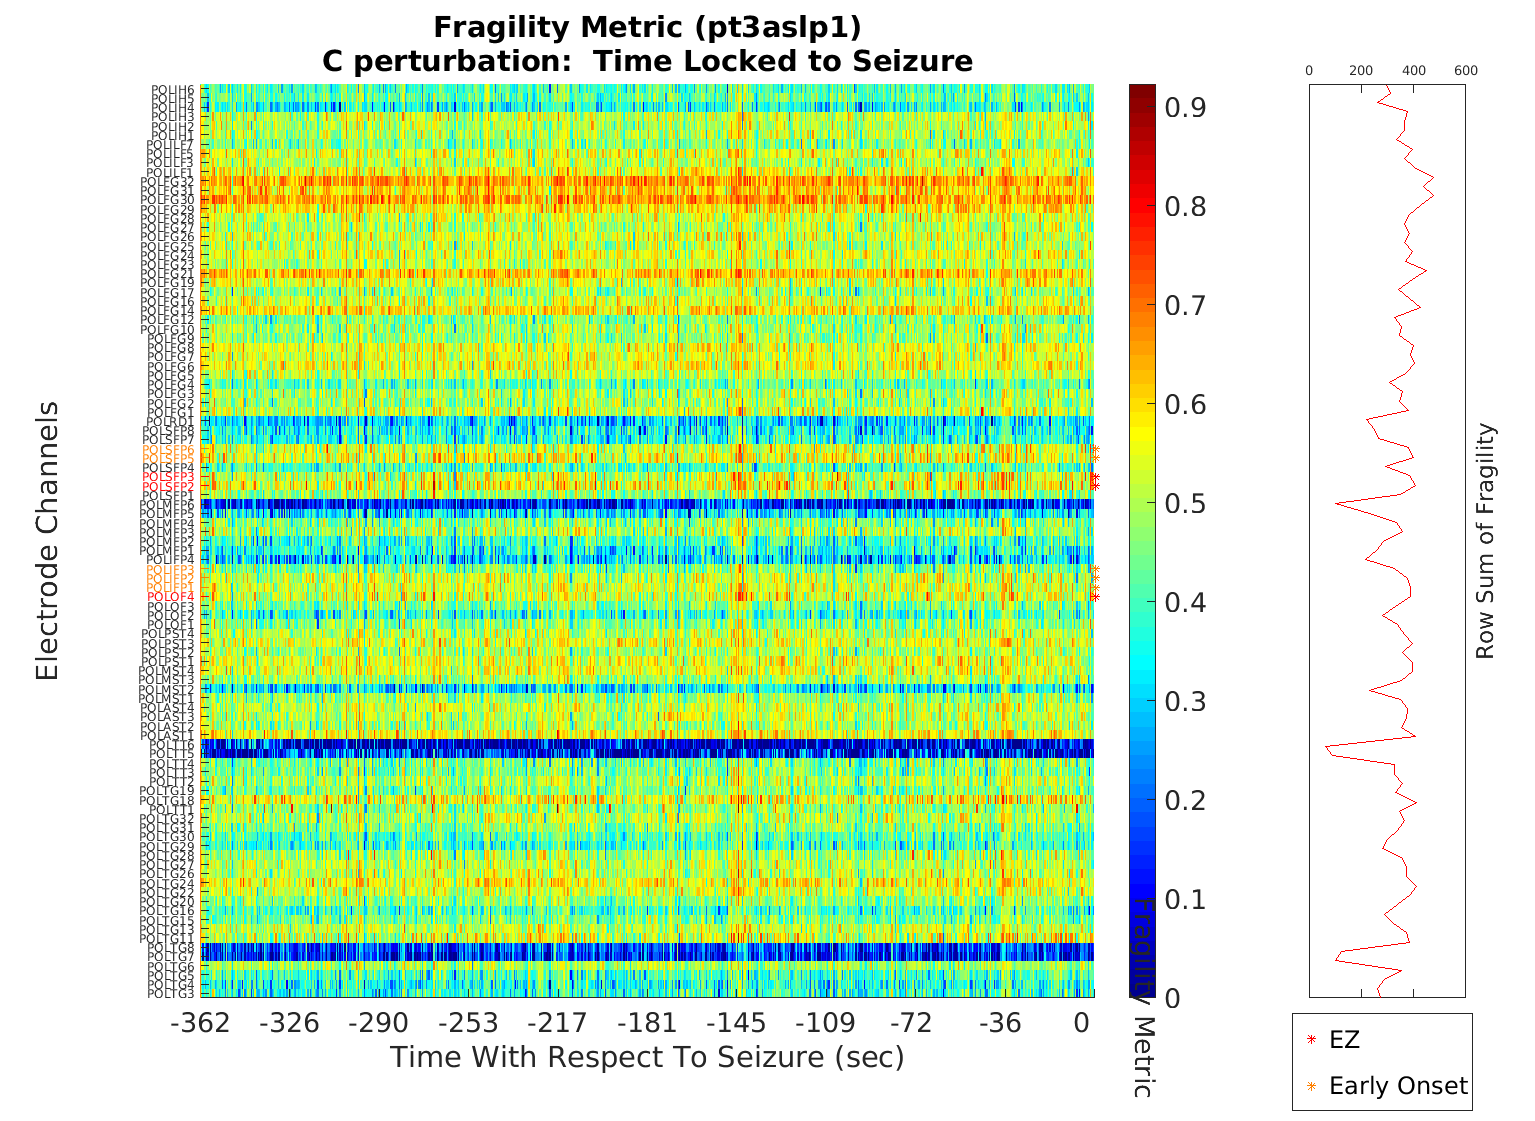 Fragility Metric (pt3aslp1)
C perturbation:  Time Locked to Seizure
Electrode Channels
POLIH6
POLIH5
POLIH4
POLIH3
POLIH2
POLIH1
POLILF7
POLILF5
POLILF3
POLILF1
POLFG32
POLFG31
POLFG30
POLFG29
POLFG28
POLFG27
POLFG26
POLFG25
POLFG24
POLFG23
POLFG21
POLFG19
POLFG17
POLFG16
POLFG14
POLFG12
POLFG10
POLFG9
POLFG8
POLFG7
POLFG6
POLFG5
POLFG4
POLFG3
POLFG2
POLFG1
POLRD1
POLSFP8
POLSFP7
POLSFP6
POLSFP5
POLSFP4
POLSFP3
POLSFP2
POLSFP1
POLMFP6
POLMFP5
POLMFP4
POLMFP3
POLMFP2
POLMFP1
POLIFP4
POLIFP3
POLIFP2
POLIFP1
POLOF4
POLOF3
POLOF2
POLOF1
POLPST4
POLPST3
POLPST2
POLPST1
POLMST4
POLMST3
POLMST2
POLMST1
POLAST4
POLAST3
POLAST2
POLAST1
POLTT6
POLTT5
POLTT4
POLTT3
POLTT2
POLTG19
POLTG18
POLTT1
POLTG32
POLTG31
POLTG30
POLTG29
POLTG28
POLTG27
POLTG26
POLTG24
POLTG22
POLTG20
POLTG16
POLTG15
POLTG13
POLTG11
POLTG8
POLTG7
POLTG6
POLTG5
POLTG4
POLTG3
-362 -326 -290 -253 -217 -181 -145 -109 -72 -36 0
Time With Respect To Seizure (sec)
0.9
0.8
0.7
0.6
0.5
0.4
0.3
0.2
0.1
0
Fragility Metric
0 200 400 600
Row Sum of Fragility
EZ
Early Onset